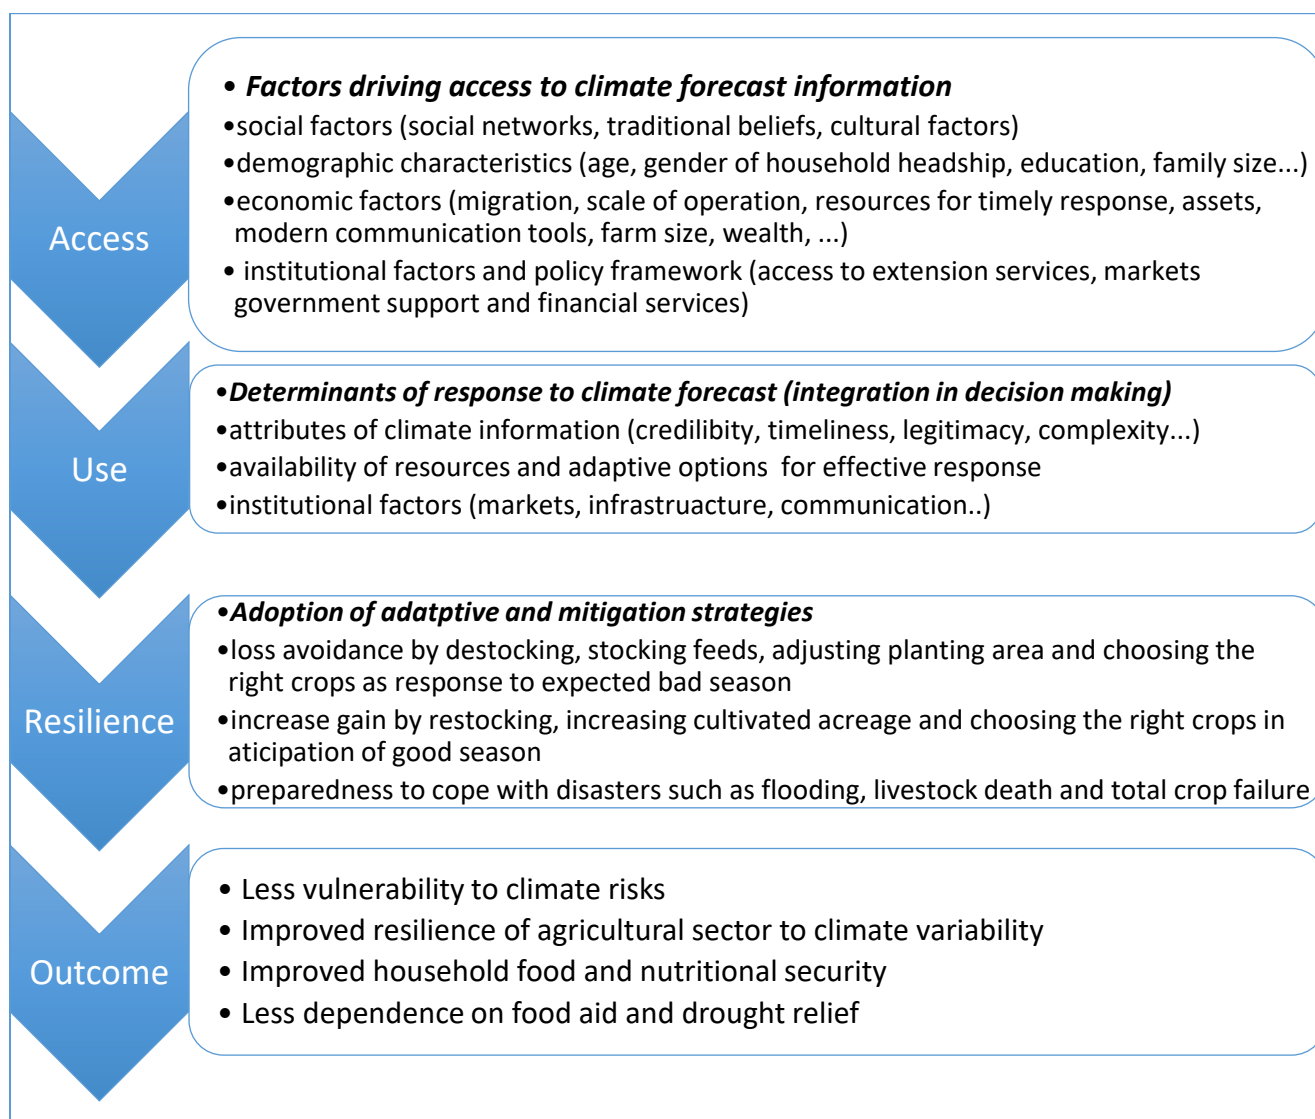 Access
• Factors driving access to climate forecast information
•social factors (social networks, traditional beliefs, cultural factors)
•demographic characteristics (age, gender of household headship, education, family size...)
•economic factors (migration, scale of operation, resources for timely response, assets,
modern communication tools, farm size, wealth, ...)
• institutional factors and policy framework (access to extension services, markets
government support and financial services)
Use
•Determinants of response to climate forecast (integration in decision making)
•attributes of climate information (credilibity, timeliness, legitimacy, complexity...)
•availability of resources and adaptive options for effective response
•institutional factors (markets, infrastruacture, communication..)
Resilience
•Adoption of adatptive and mitigation strategies
•loss avoidance by destocking, stocking feeds, adjusting planting area and choosing the
right crops as response to expected bad season
•increase gain by restocking, increasing cultivated acreage and choosing the right crops in
aticipation of good season
•preparedness to cope with disasters such as flooding, livestock death and total crop failure
Outcome
• Less vulnerability to climate risks
• Improved resilience of agricultural sector to climate variability
• Improved household food and nutritional security
• Less dependence on food aid and drought relief